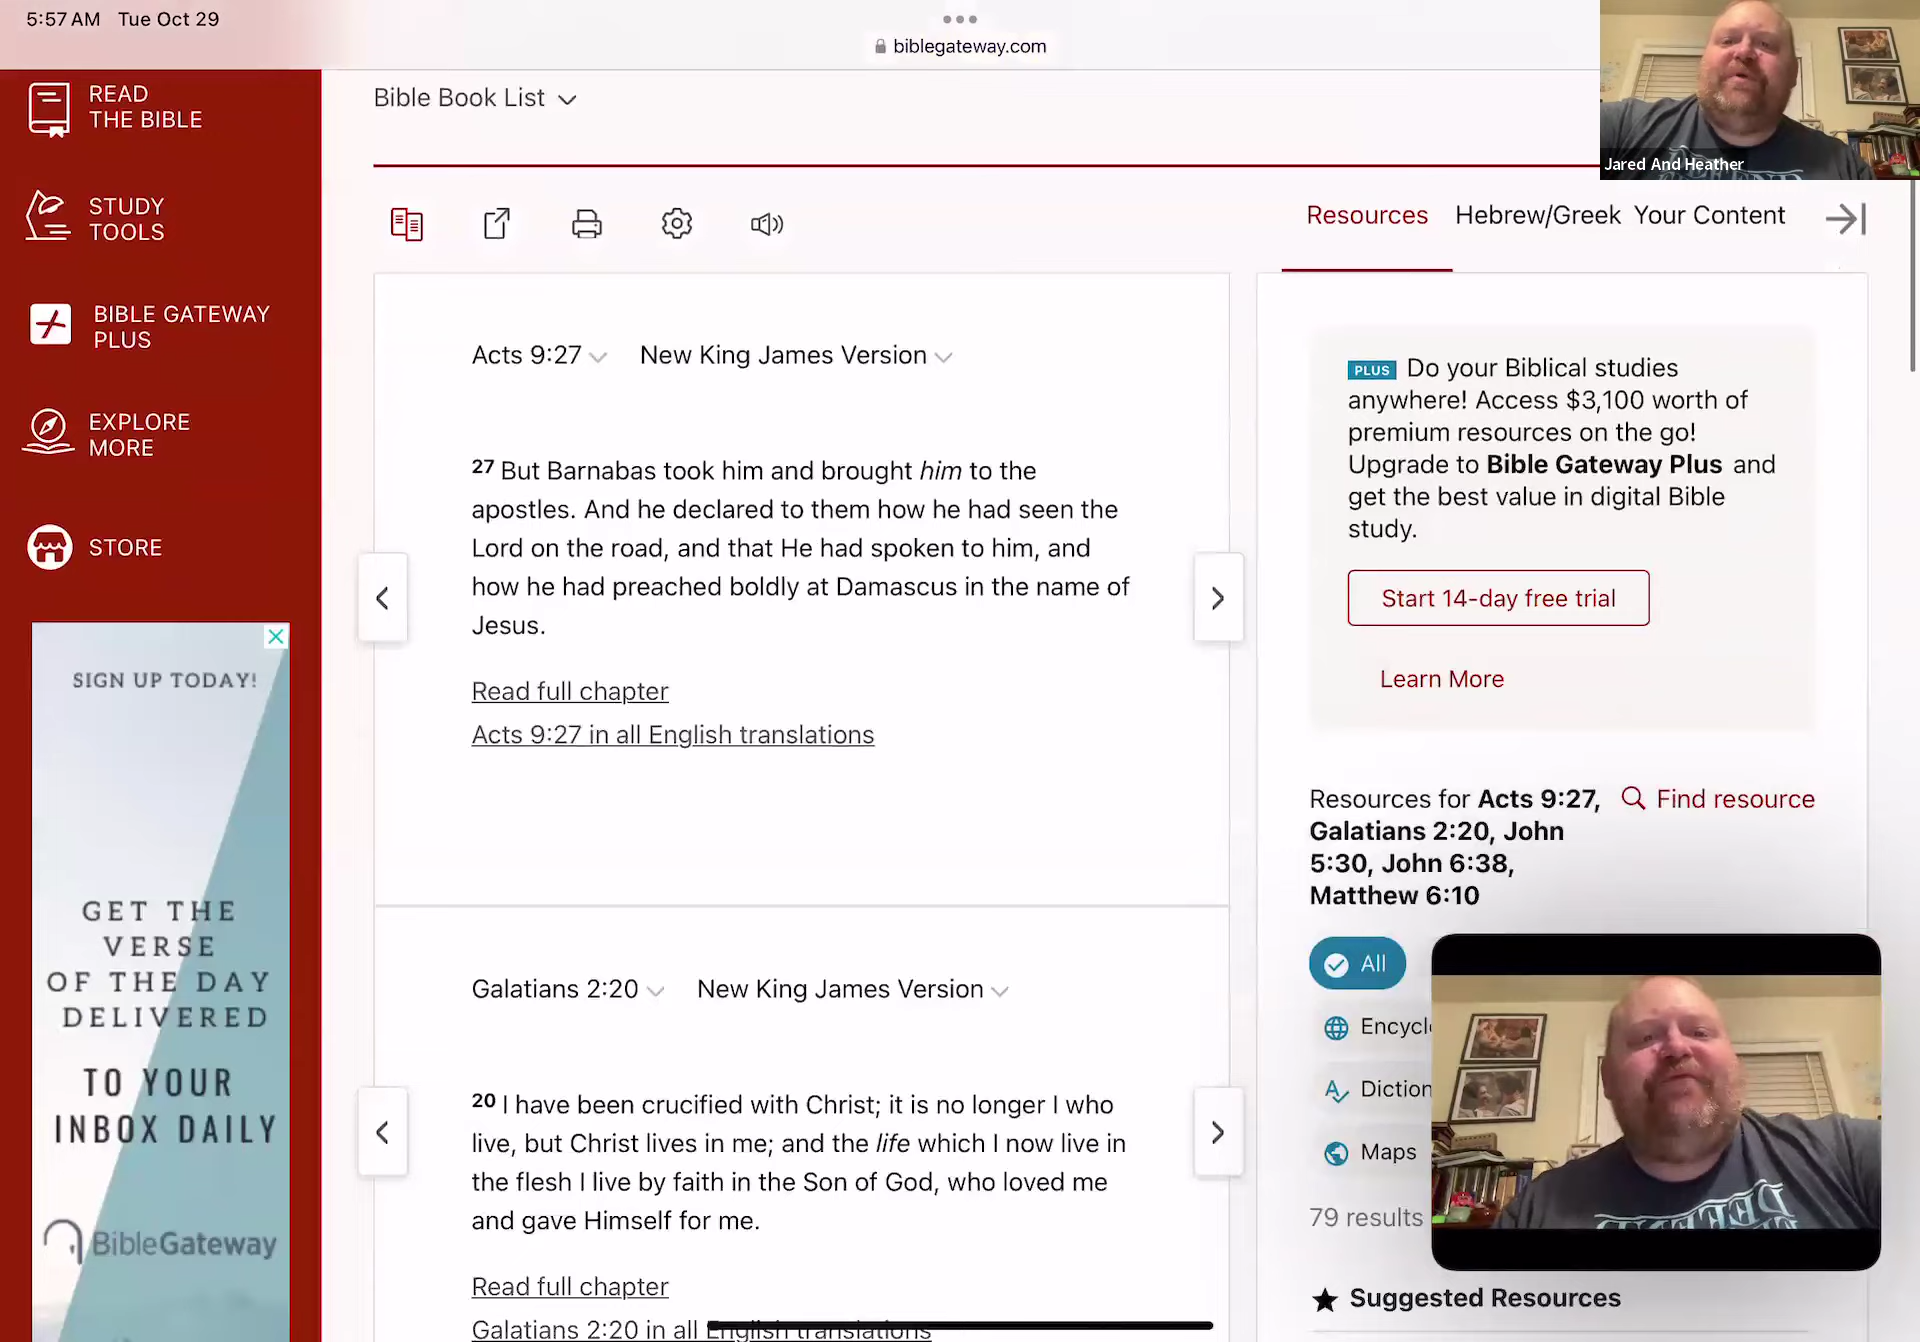 5:57 AM Tue Oct 29
biblegateway.com
READ
THE BIBLE
STUDY
TOOLS
BIBLE GATEWAY
PLUS
EXPLORE
MORE
STORE
SIGN UP TODAY!
GET THE
VERSE
OF THE DAY
DELIVERED
TO YOUR
INBOX DAILY
BibleGateway
Bible Book List
Acts 9:27 New King James Version
27 But Barnabas took him and brought him to the
apostles. And he declared to them how he had seen the
Lord on the road, and that He had spoken to him, and
how he had preached boldly at Damascus in the name of
Jesus.
Read full chapter
Acts 9:27 in all English translations
Galatians 2:20 New King James Version
20 I have been crucified with Christ; it is no longer I who
live, but Christ lives in me; and the life which I now live in
the flesh I live by faith in the Son of God, who loved me
and gave Himself for me.
Read full chapter
Galatians 2:20 in all English translations
Jared And Heather
Resources Hebrew/Greek Your Content
PLUS Do your Biblical studies
anywhere! Access $3,100 worth of
premium resources on the go!
Upgrade to Bible Gateway Plus and
get the best value in digital Bible
study.
Start 14-day free trial
Learn More
Resources for Acts 9:27,
Galatians 2:20, John
5:30, John 6:38,
Matthew 6:10
Find resource
All
Encycl
Diction
Maps
79 results
Suggested Resources